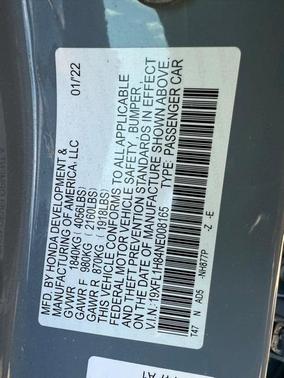 MFD. BY HONDA DEVELOPMENT &
MANUFACTURING OF AMERICA, LLC 01/22
GVWR 1840KG ( 4056LBS)
GAWR F 980KG ( 2160LBS)
GAWR R 870KG ( 1918LBS)
THIS VEHICLE CONFORMS TO ALL APPLICABLE
FEDERAL MOTOR VEHICLE SAFETY , BUMPER,
AND THEFT PREVENTION STANDARDS IN EFFECT
ON THE DATE OF MANUFACTURE SHOWN ABOVE.
V.I.N. : 19XFL1H84NE008165 TYPE: PASSENGER CAR
T47 N AD5 -NH877P -Z -E